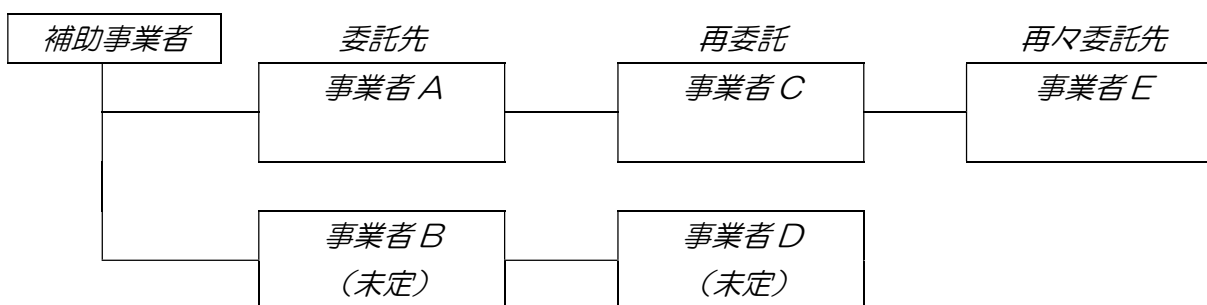 補助事業者
委託先
再委託
再々委託先
事業者A
事業者C
事業者E
事業者B
(未定)
事業者D
(未定)